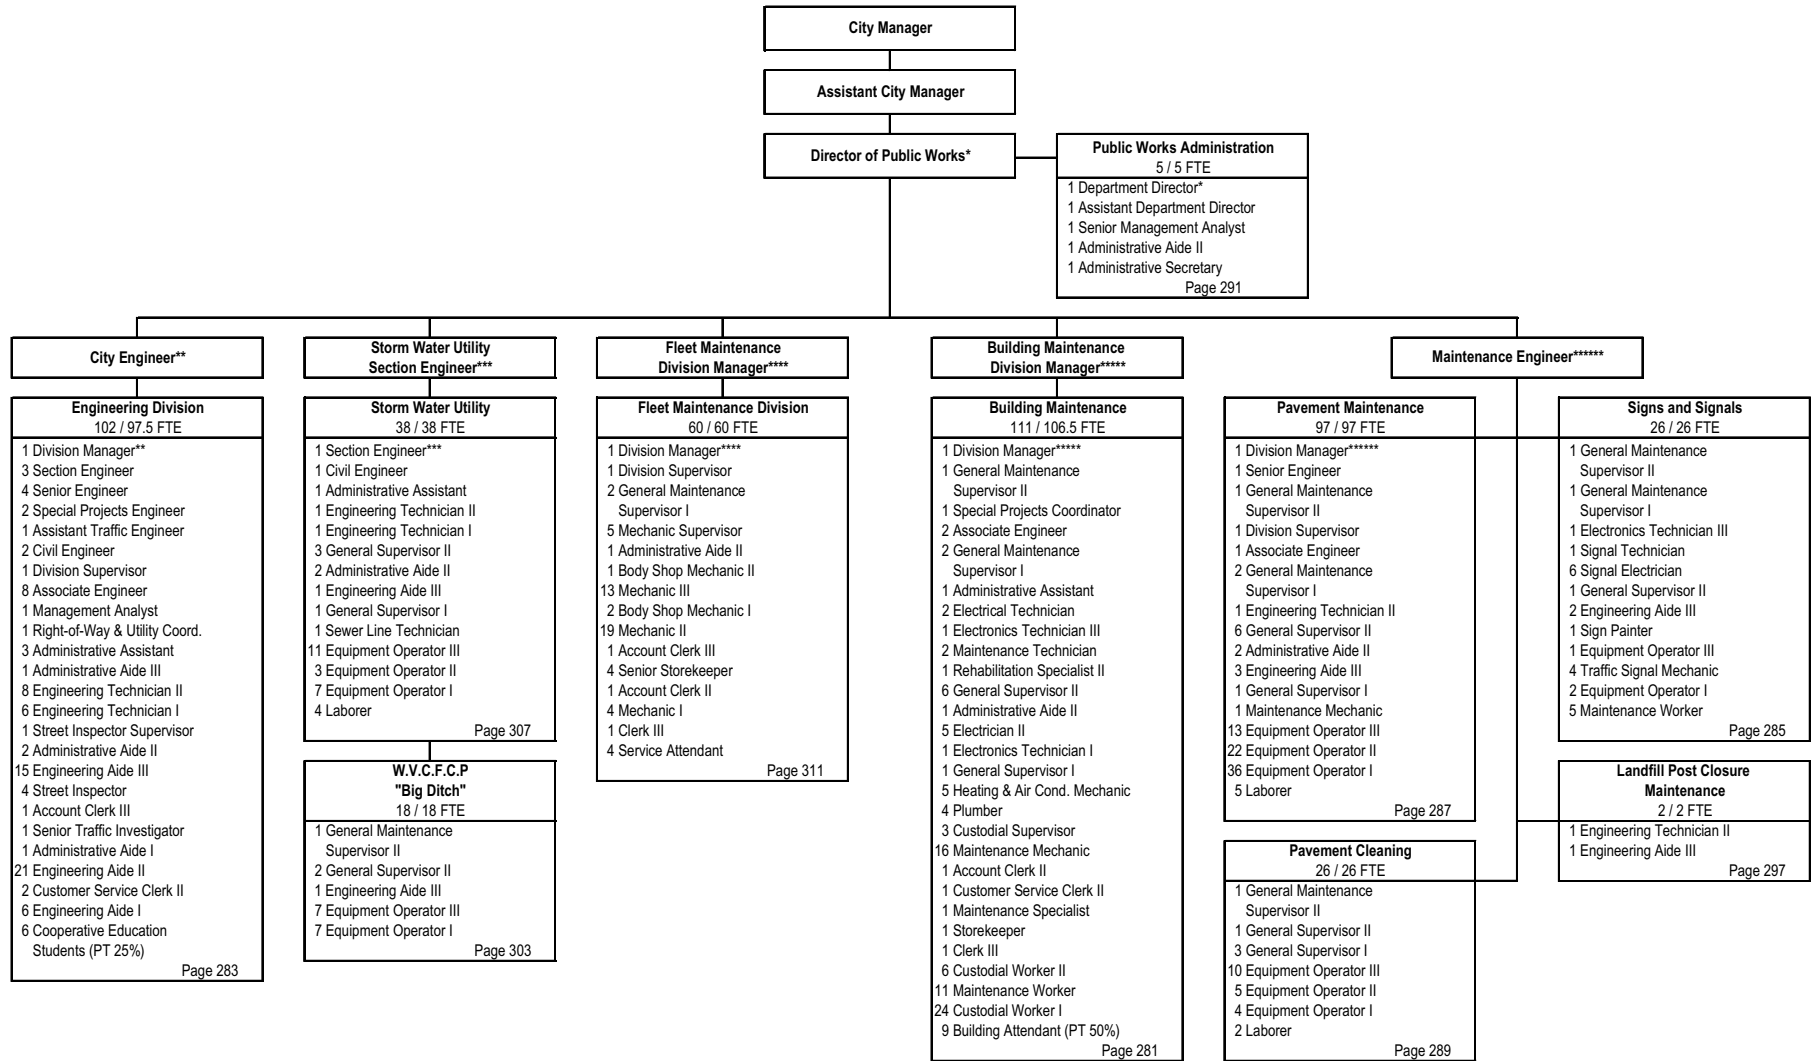 City Manager
Assistant City Manager
Director of Public Works*
Public Works Administration
5 / 5 FTE
1 Department Director*
1 Assistant Department Director
1 Senior Management Analyst
1 Administrative Aide II
1 Administrative Secretary
Page 291
City Engineer**
Engineering Division
102 / 97.5 FTE
1 Division Manager**
3 Section Engineer
4 Senior Engineer
2 Special Projects Engineer
1 Assistant Traffic Engineer
2 Civil Engineer
1 Division Supervisor
8 Associate Engineer
1 Management Analyst
1 Right-of-Way & Utility Coord.
3 Administrative Assistant
1 Administrative Aide III
8 Engineering Technician II
6 Engineering Technician I
1 Street Inspector Supervisor
2 Administrative Aide II
15 Engineering Aide III
4 Street Inspector
1 Account Clerk III
1 Senior Traffic Investigator
1 Administrative Aide I
21 Engineering Aide II
2 Customer Service Clerk II
6 Engineering Aide I
6 Cooperative Education
Students (PT 25%)
Page 283
Storm Water Utility
Section Engineer***
Storm Water Utility
38 / 38 FTE
1 Section Engineer***
1 Civil Engineer
1 Administrative Assistant
1 Engineering Technician II
1 Engineering Technician I
3 General Supervisor II
2 Administrative Aide II
1 Engineering Aide III
1 General Supervisor I
1 Sewer Line Technician
11 Equipment Operator III
3 Equipment Operator II
7 Equipment Operator I
4 Laborer
Page 307
W.V.C.F.C.P
"Big Ditch"
18 / 18 FTE
1 General Maintenance
Supervisor II
2 General Supervisor II
1 Engineering Aide III
7 Equipment Operator III
7 Equipment Operator I
Page 303
Fleet Maintenance
Division Manager****
Fleet Maintenance Division
60 / 60 FTE
1 Division Manager****
1 Division Supervisor
2 General Maintenance
Supervisor I
5 Mechanic Supervisor
1 Administrative Aide II
1 Body Shop Mechanic II
13 Mechanic III
2 Body Shop Mechanic I
19 Mechanic II
1 Account Clerk III
4 Senior Storekeeper
1 Account Clerk II
4 Mechanic I
1 Clerk III
4 Service Attendant
Page 311
Building Maintenance
Division Manager*****
Building Maintenance
111 / 106.5 FTE
1 Division Manager*****
1 General Maintenance
Supervisor II
1 Special Projects Coordinator
2 Associate Engineer
2 General Maintenance
Supervisor I
1 Administrative Assistant
2 Electrical Technician
1 Electronics Technician III
2 Maintenance Technician
1 Rehabilitation Specialist II
6 General Supervisor II
1 Administrative Aide II
5 Electrician II
1 Electronics Technician I
1 General Supervisor I
5 Heating & Air Cond. Mechanic
4 Plumber
3 Custodial Supervisor
16 Maintenance Mechanic
1 Account Clerk II
1 Customer Service Clerk II
1 Maintenance Specialist
1 Storekeeper
1 Clerk III
6 Custodial Worker II
11 Maintenance Worker
24 Custodial Worker I
9 Building Attendant (PT 50%)
Page 281
Maintenance Engineer******
Pavement Maintenance
97 / 97 FTE
1 Division Manager******
1 Senior Engineer
1 General Maintenance
Supervisor II
1 Division Supervisor
1 Associate Engineer
2 General Maintenance
Supervisor I
1 Engineering Technician II
6 General Supervisor II
2 Administrative Aide II
3 Engineering Aide III
1 General Supervisor I
1 Maintenance Mechanic
13 Equipment Operator III
22 Equipment Operator II
36 Equipment Operator I
5 Laborer
Page 287
Pavement Cleaning
26 / 26 FTE
1 General Maintenance
Supervisor II
1 General Supervisor II
3 General Supervisor I
10 Equipment Operator III
5 Equipment Operator II
4 Equipment Operator I
2 Laborer
Page 289
Signs and Signals
26 / 26 FTE
1 General Maintenance
Supervisor II
1 General Maintenance
Supervisor I
1 Electronics Technician III
1 Signal Technician
6 Signal Electrician
1 General Supervisor II
2 Engineering Aide III
1 Sign Painter
1 Equipment Operator III
4 Traffic Signal Mechanic
2 Equipment Operator I
5 Maintenance Worker
Page 285
Landfill Post Closure
Maintenance
2 / 2 FTE
1 Engineering Technician II
1 Engineering Aide III
Page 297